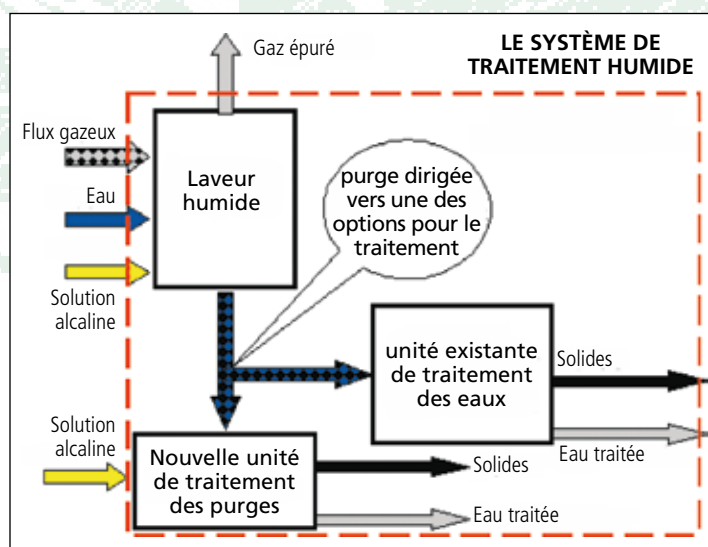 LE SYSTÈME DE
TRAITEMENT HUMIDE
Gaz épuré
Flux gazeux
Eau
Solution
alcaline
Laveur
humide
purge dirigée
vers une des
options pour le
traitement
unité existante
de traitement
des eaux
Solides
Eau traitée
Solution
alcaline
Nouvelle unité
de traitement
des purges
Solides
Eau traitée